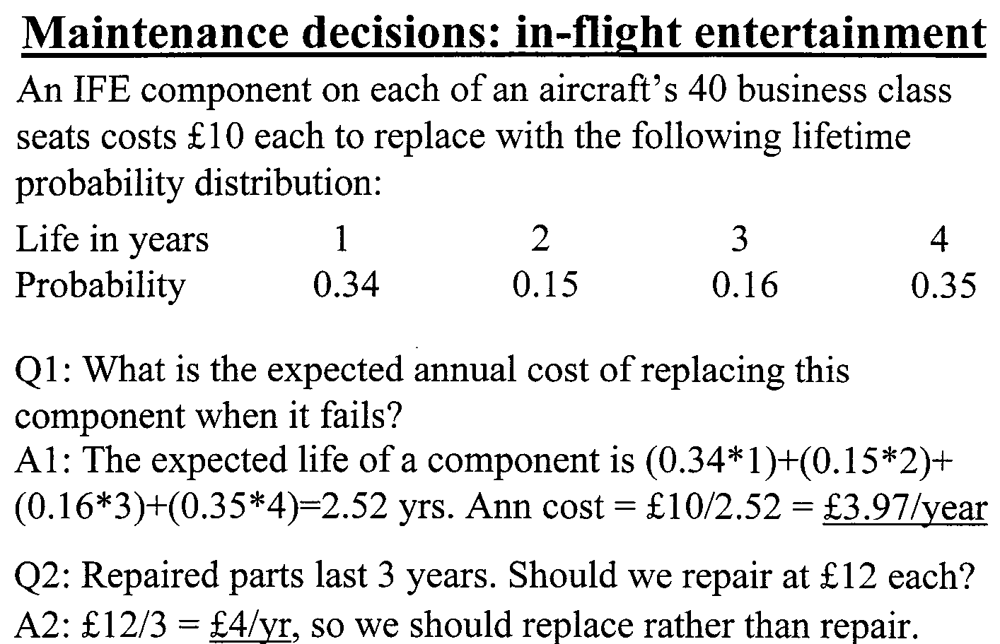 Maintenance decisions: in-flight entertainment
An IFE component on each of an aircraft's 40 business class
seats costs £10 each to replace with the following lifetime
probability distribution:
Life in years 1 2 3 4
Probability 0.34 0.15 0.16 0.35
Q1: What is the expected annual cost of replacing this
component when it fails?
A1: The expected life of a component is (0.34*1)+(0.15*2)+
(0.16*3)+(0.35*4)=2.52 yrs. Ann cost = £10/2.52 = £3.97/year
Q2: Repaired parts last 3 years. Should we repair at £12 each?
A2: £12/3 = £4/yr, so we should replace rather than repair.